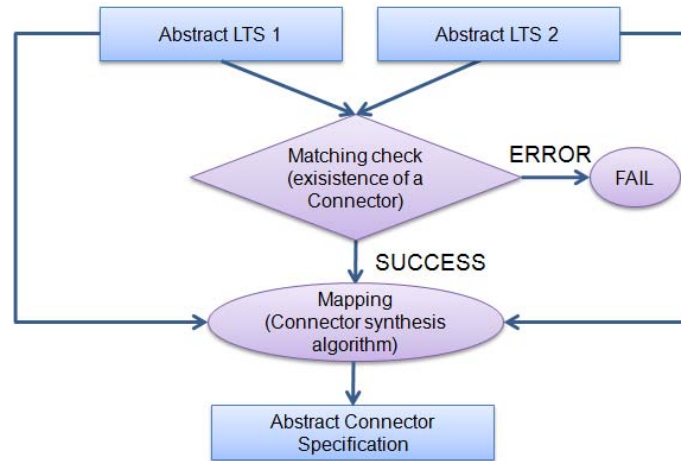 Abstract LTS 1
Abstract LTS 2
Matching check
(exisistence of a
Connector)
ERROR
FAIL
SUCCESS
Mapping
(Connector synthesis
algorithm)
Abstract Connector
Specification